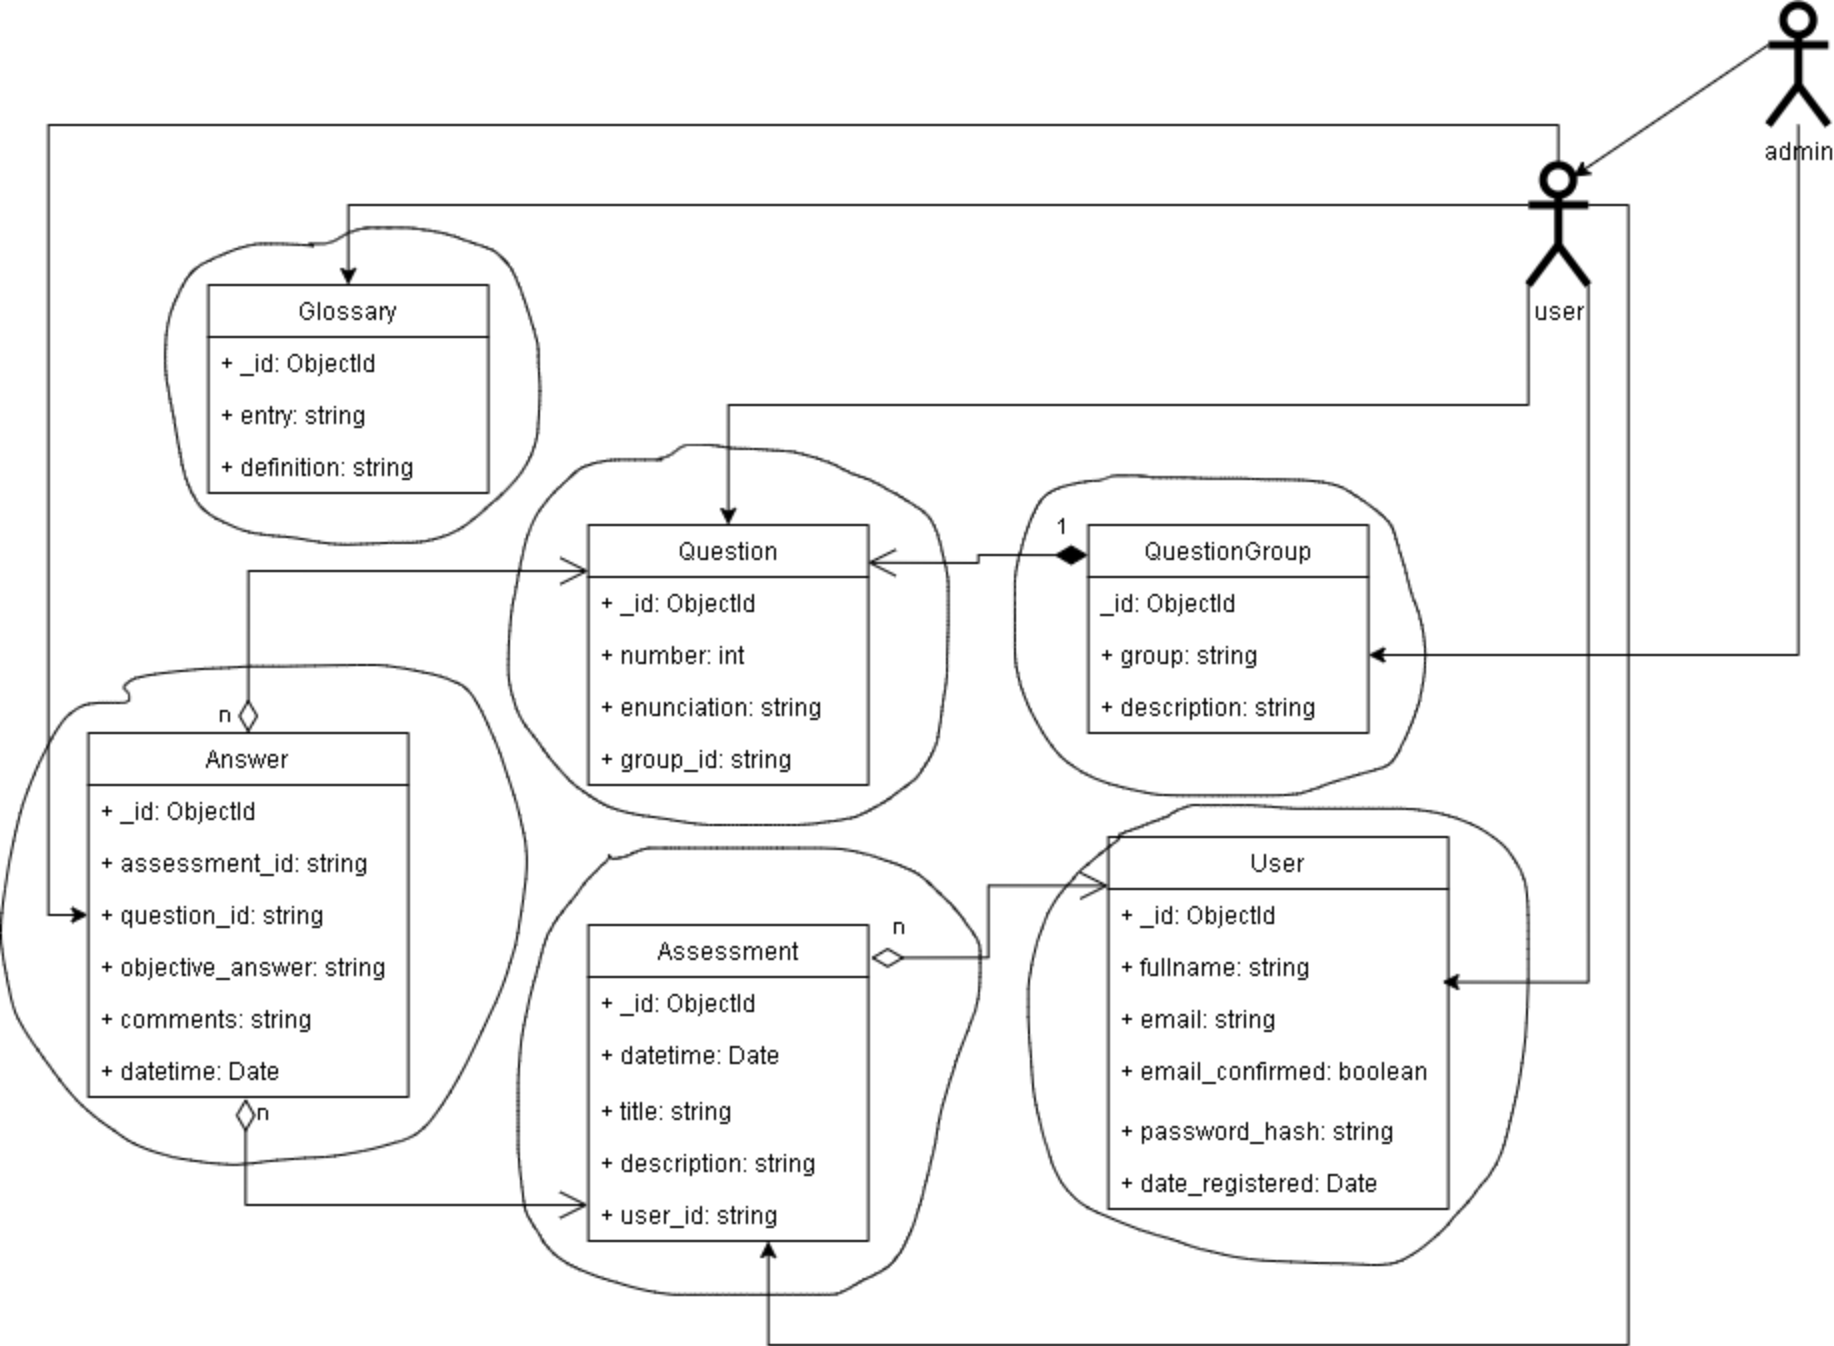 admin
user
Glossary
+ _id: ObjectId
+ entry: string
+ definition: string
Question
+ _id: ObjectId
+ number: int
+ enunciation: string
+ group_id: string
1
QuestionGroup
_id: ObjectId
+ group: string
+ description: string
n
Answer
+ _id: ObjectId
+ assessment_id: string
+ question_id: string
+ objective_answer: string
+ comments: string
+ datetime: Date
n
Assessment
+ _id: ObjectId
+ datetime: Date
+ title: string
+ description: string
+ user_id: string
n
User
+ _id: ObjectId
+ fullname: string
+ email: string
+ email_confirmed: boolean
+ password_hash: string
+ date_registered: Date